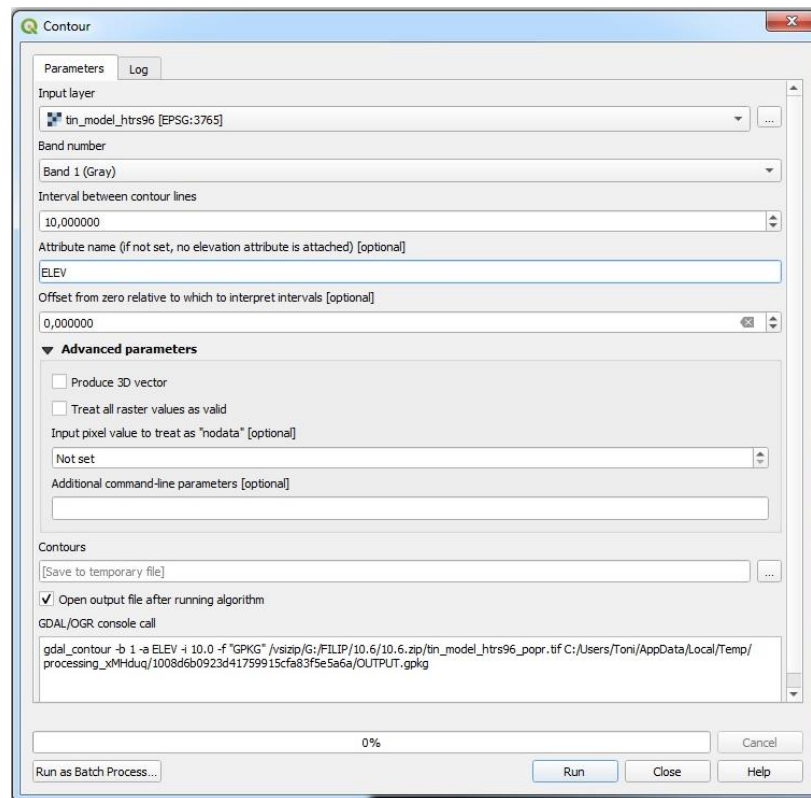 Contour
Parameters Log
Input layer
tin_model_htrs96 [EPSG:3765]
...
Band number
Band 1 (Gray)
Interval between contour lines
10,000000
Attribute name (if not set, no elevation attribute is attached) [optional]
ELEV
Offset from zero relative to which to interpret intervals [optional]
0,000000
Advanced parameters
Produce 3D vector
Treat all raster values as valid
Input pixel value to treat as "nodata" [optional]
Not set
Additional command-line parameters [optional]
Contours
[Save to temporary file]
...
Open output file after running algorithm
GDAL/OGR console call
gdal_contour -b 1 -a ELEV -i 10.0 -f "GPKG" /vsizip/G:/FILIP/10.6/10.6.zip/tin_model_htrs96_popr.tif C:/Users/Toni/AppData/Local/Temp/
processing_xMHduq/1008d6b0923d41759915cfa83f5e5a6a/OUTPUT.gpkg
0% Cancel
Run as Batch Process... Run Close Help